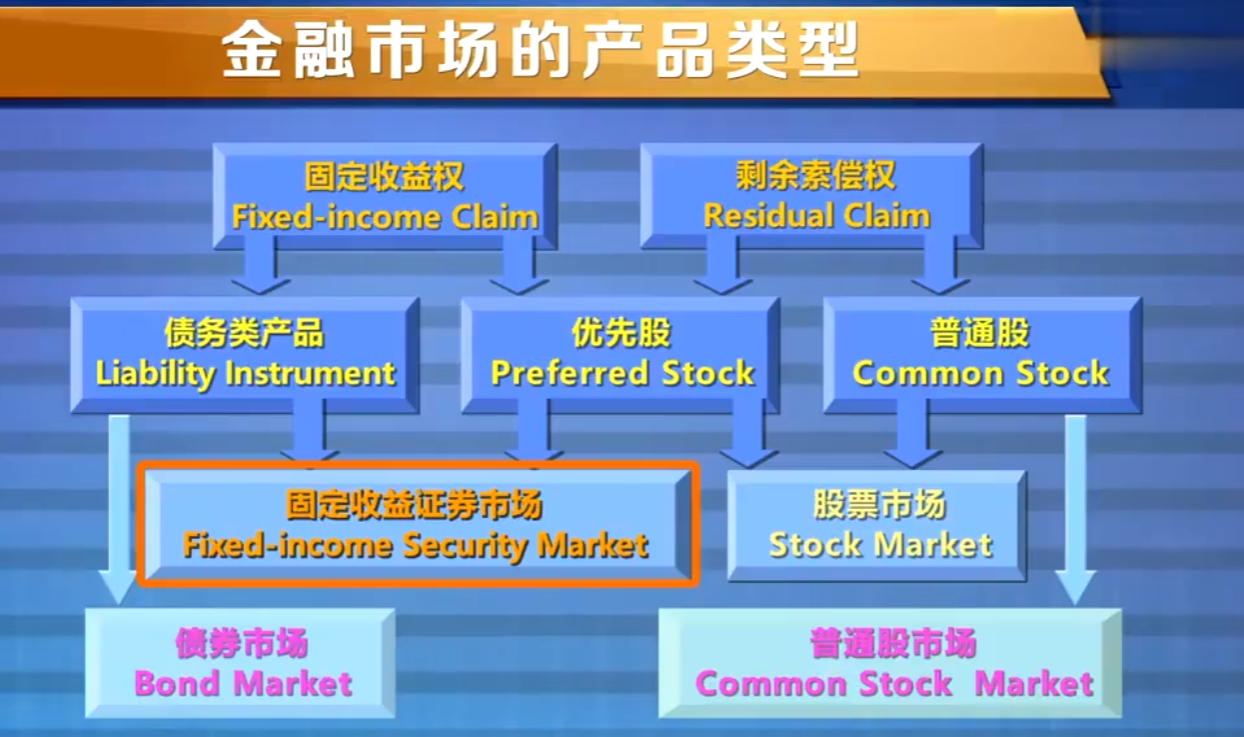 金融市场的产品类型
固定收益权
Fixed-income Claim
剩余索偿权
Residual Claim
债务类产品
Liability Instrument
优先股
Preferred Stock
普通股
Common Stock
固定收益证券市场
Fixed-income Security Market
股票市场
Stock Market
债券市场
Bond Market
普通股市场
Common Stock Market